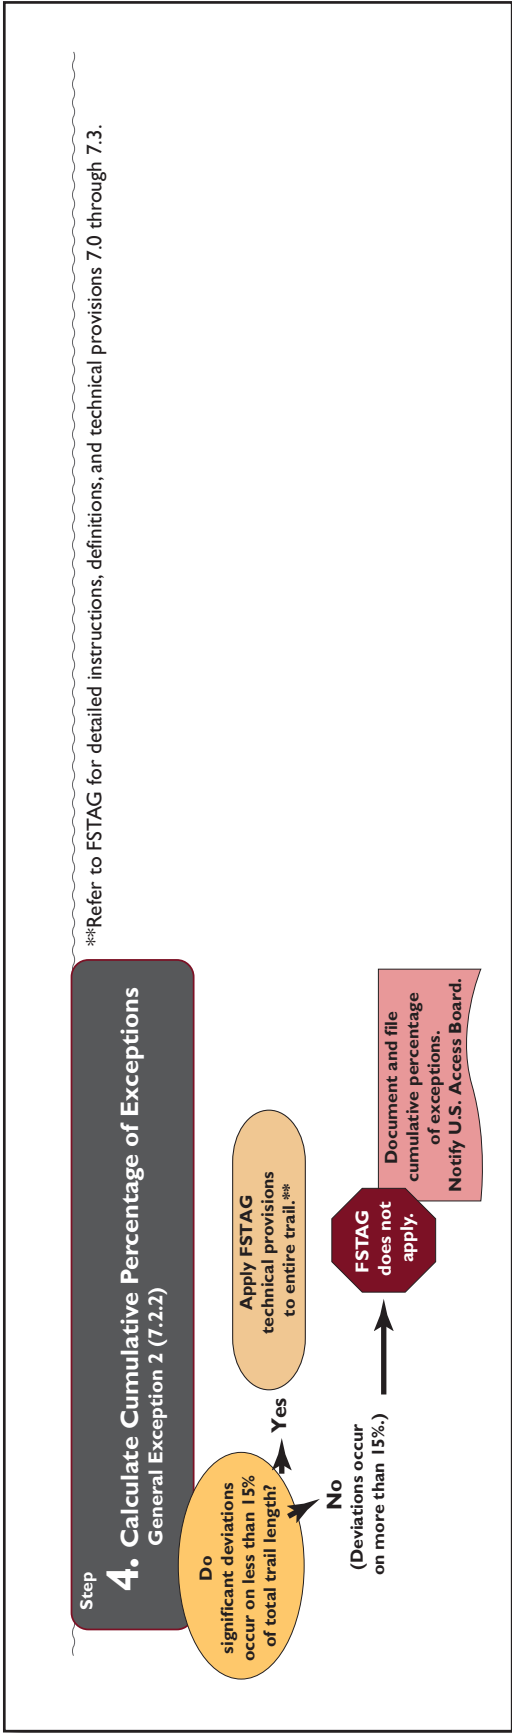 Step
4. Calculate Cumulative Percentage of Exceptions
General Exception 2 (7.2.2)
**Refer to FSTAG for detailed instructions, definitions, and technical provisions 7.0 through 7.3.
Do
significant deviations
occur on less than 15%
of total trail length?
Yes
Apply FSTAG
technical provisions
to entire trail.**
No
(Deviations occur
on more than 15%.)
FSTAG
does not
apply.
Document and file
cumulative percentage
of exceptions.
Notify U.S. Access Board.